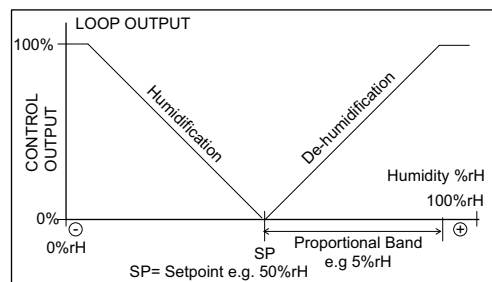 LOOP OUTPUT
100%
CONTROL
OUTPUT
Humidification
De-humidification
Humidity %rH
100%rH
0%
⊖
⊕
0%rH
SP
Proportional Band
e.g 5%rH
SP= Setpoint e.g. 50%rH